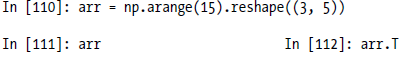 In [110]: arr = np.arange(15).reshape((3, 5))
In [111]: arr In [112]: arr.T